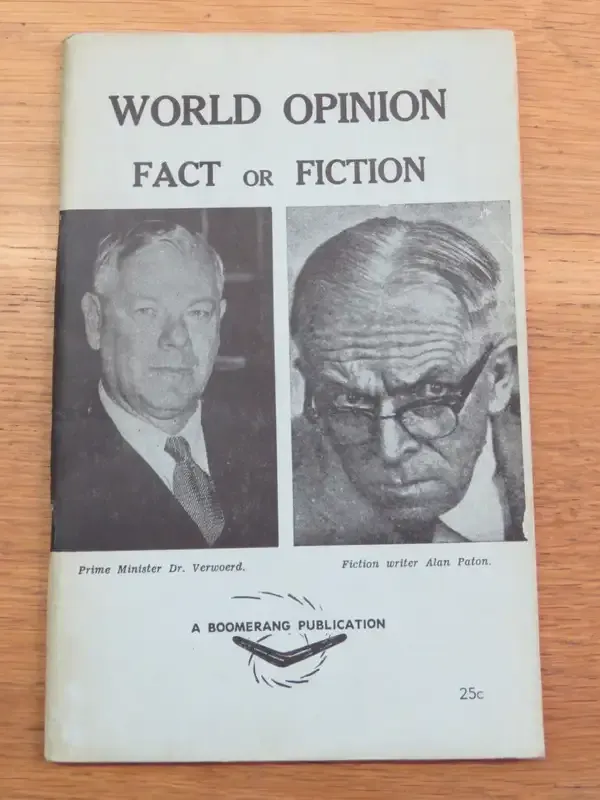 WORLD OPINION
FACT OR FICTION
Prime Minister Dr. Verwoerd.
Fiction writer Alan Paton.
A BOOMERANG PUBLICATION
25c